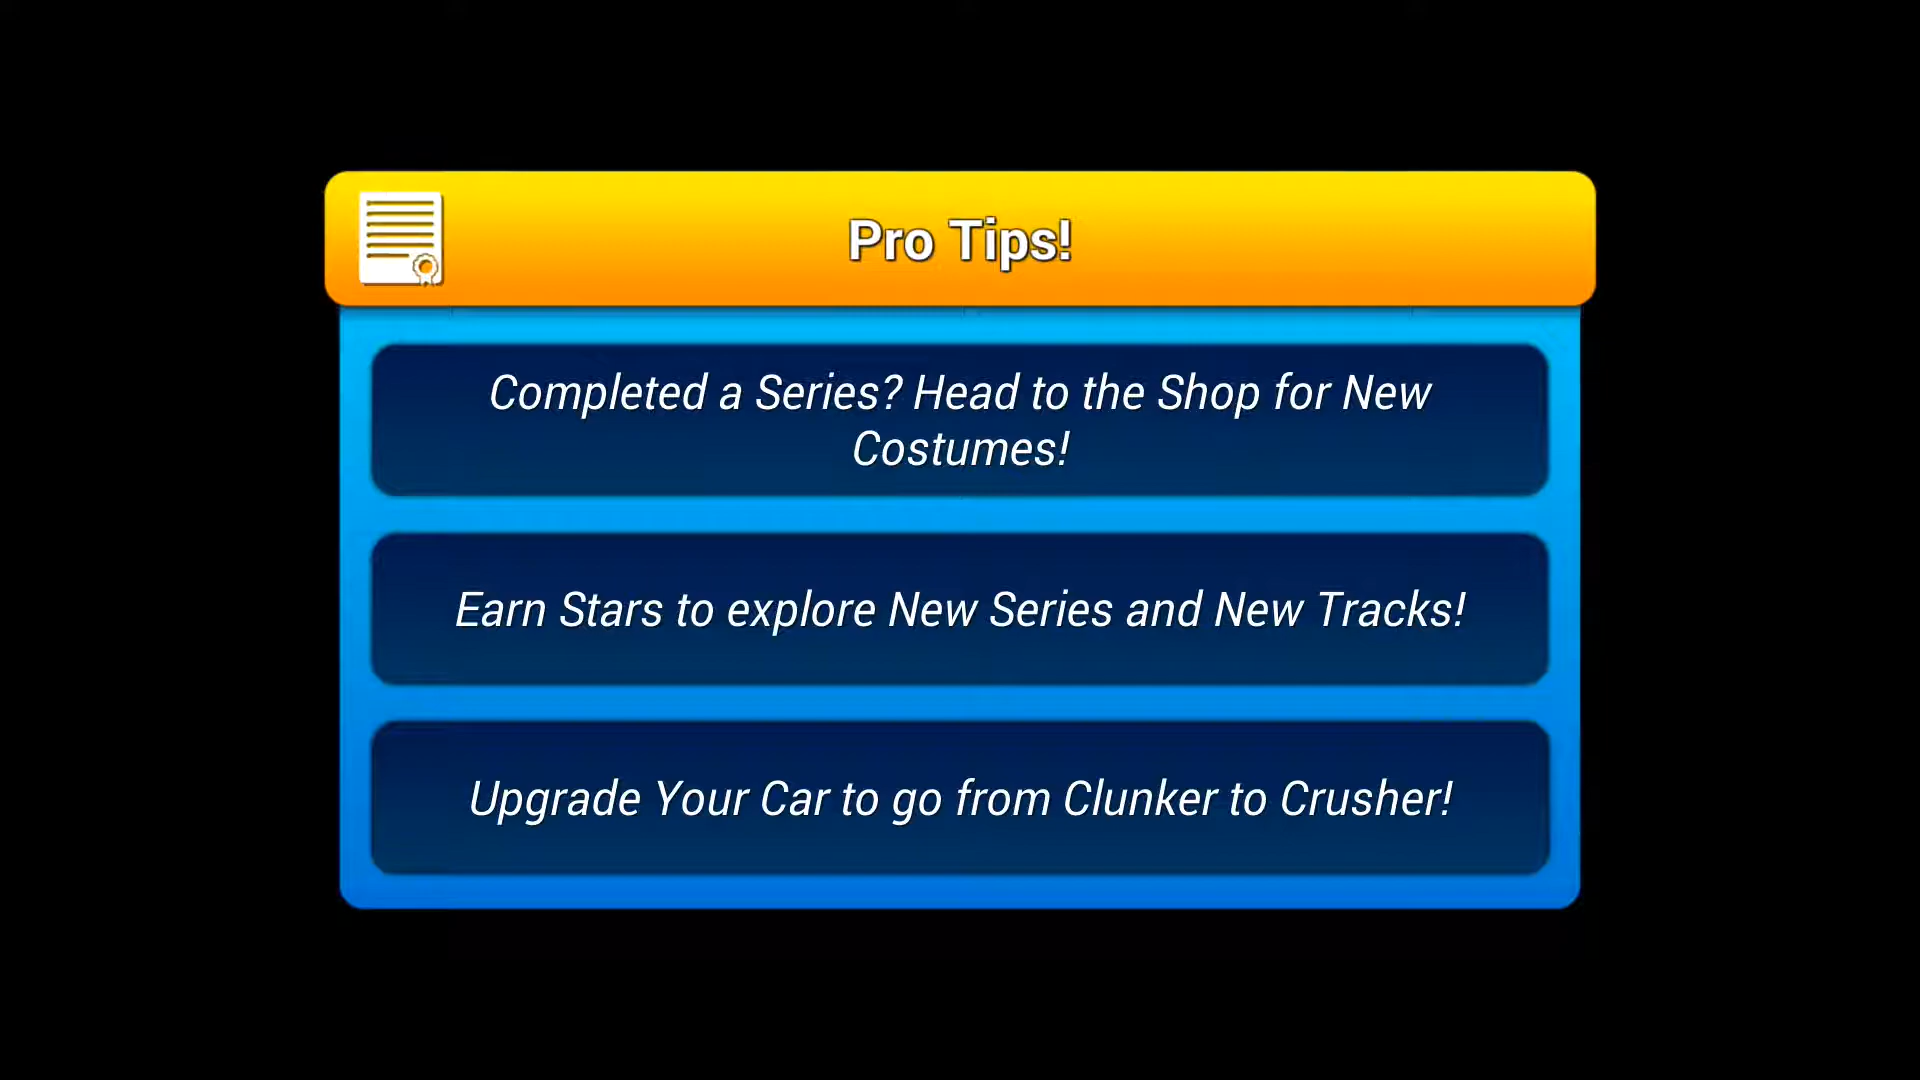 Pro Tips!
Completed a Series? Head to the Shop for New
Costumes!
Earn Stars to explore New Series and New Tracks!
Upgrade Your Car to go from Clunker to Crusher!